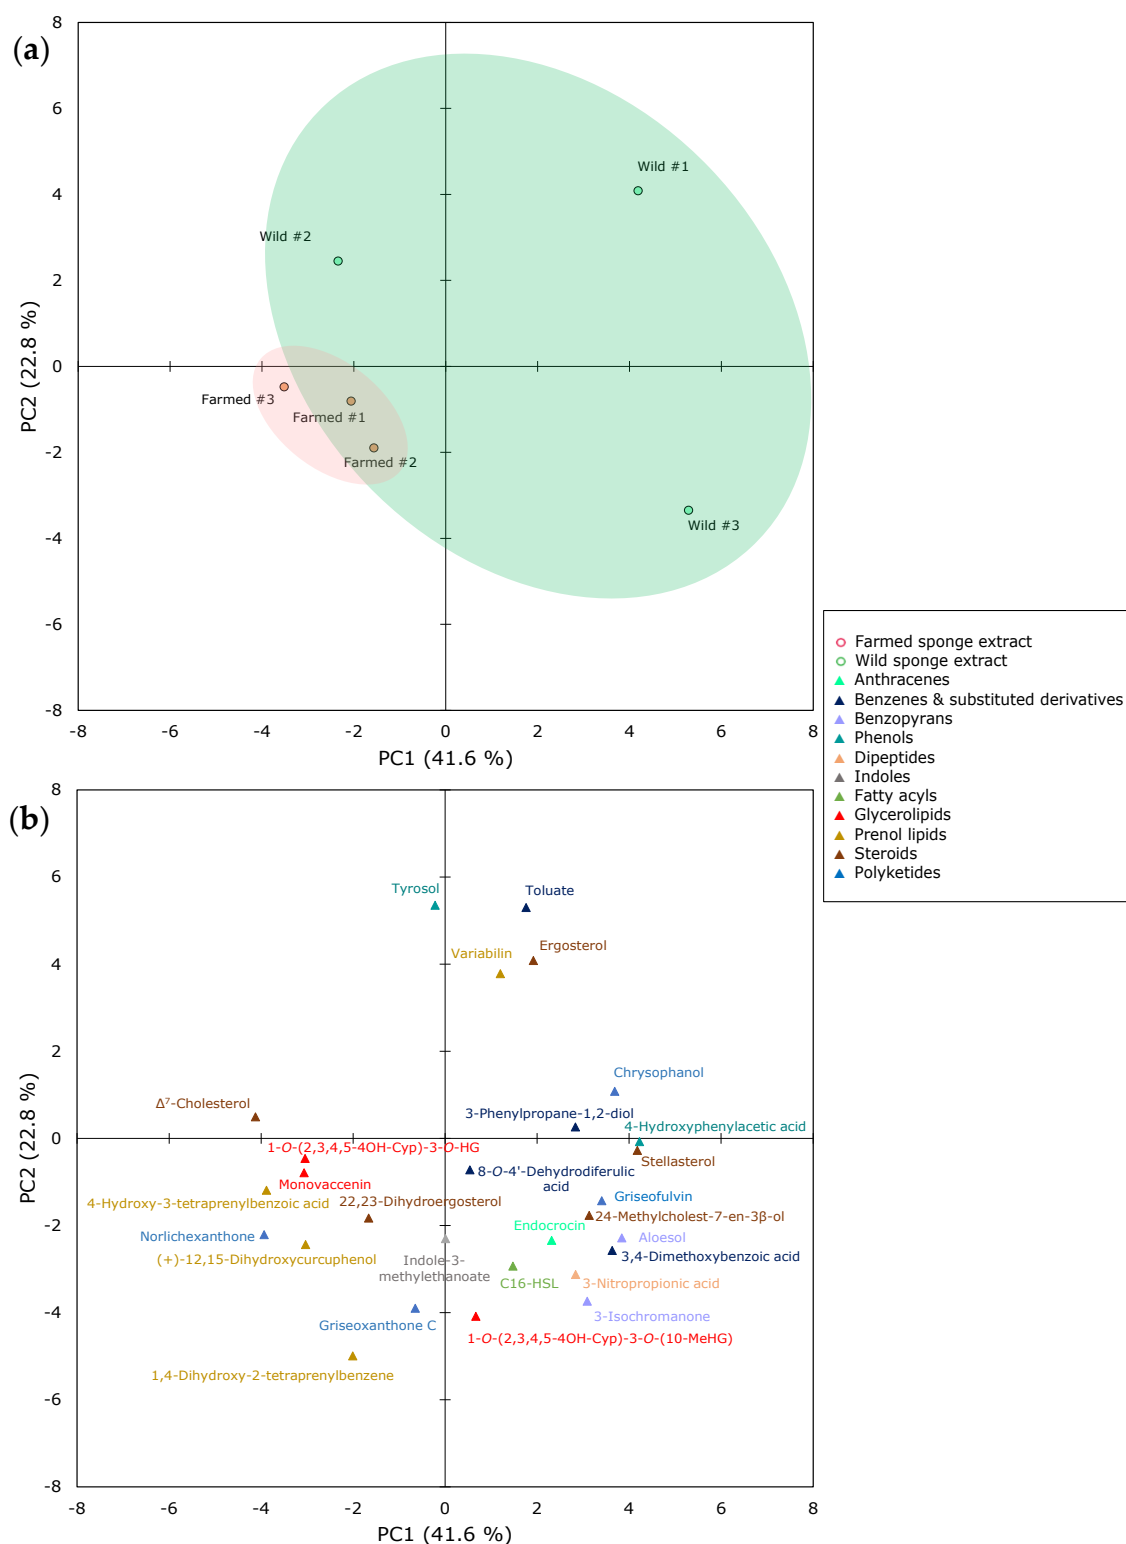 (a)
8
6
4
2
0
-2
-4
-6
-8
PC2 (22.8 %)
Wild #1
Wild #2
Farmed #3
Farmed #1
Farmed #2
Wild #3
-8 -6 -4 -2 0 2 4 6 8
PC1 (41.6 %)
Farmed sponge extract
Wild sponge extract
Anthracenes
Benzenes & substituted derivatives
Benzopyrans
Phenols
Dipeptides
Indoles
Fatty acyls
Glycerolipids
Prenol lipids
Steroids
Polyketides
(b)
8
6
4
2
0
-2
-4
-6
-8
PC2 (22.8 %)
Tyrosol
Toluate
Variabilin
Ergosterol
Chrysophanol
Δ⁷-Cholesterol
3-Phenylpropane-1,2-diol
4-Hydroxyphenylacetic acid
1-O-(2,3,4,5-4OH-Cyp)-3-O-HG
Stellasterol
Monovaccenin
8-O-4'-Dehydrodiferulic
acid
4-Hydroxy-3-tetraprenylbenzoic acid
22,23-Dihydroergosterol
Griseofulvin
24-Methylcholest-7-en-3β-ol
Norlichexanthone
Endocrocin
Aloesol
(+)-12,15-Dihydroxycurcuphenol
Indole-3-
methylethanoate
3,4-Dimethoxybenzoic acid
C16-HSL
3-Nitropropionic acid
Griseoxanthone C
3-Isochromanone
1-O-(2,3,4,5-4OH-Cyp)-3-O-(10-MeHG)
1,4-Dihydroxy-2-tetraprenylbenzene
-8 -6 -4 -2 0 2 4 6 8
PC1 (41.6 %)